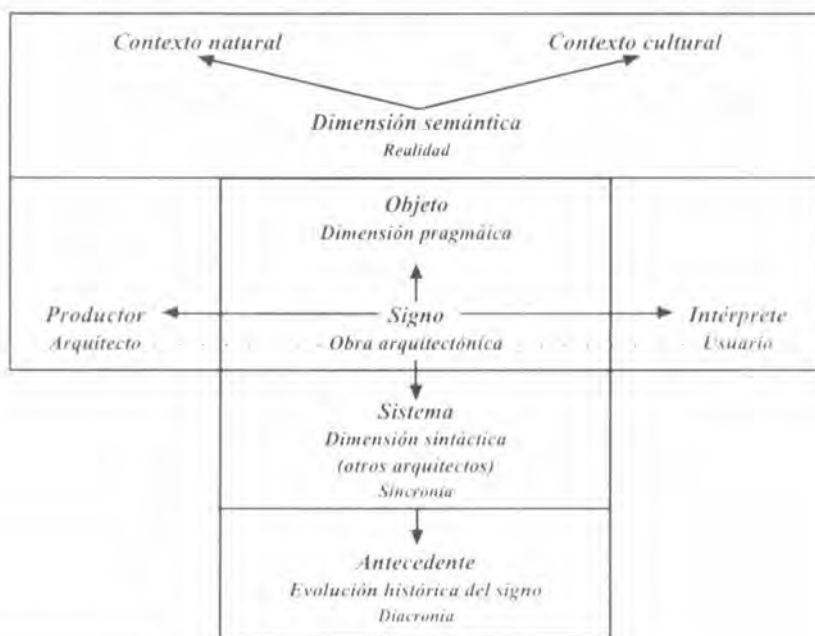 Contexto natural
Contexto cultural
Dimensión semántica
Realidad
Objeto
Dimensión pragmáica
Productor
Signo
Intérprete
Arquitecto
Obra arquitectónica
Usuario
Sistema
Dimensión sintáctica
(otros arquitectos)
Sincronía
Antecedente
Evolución histórica del signo
Diacronía